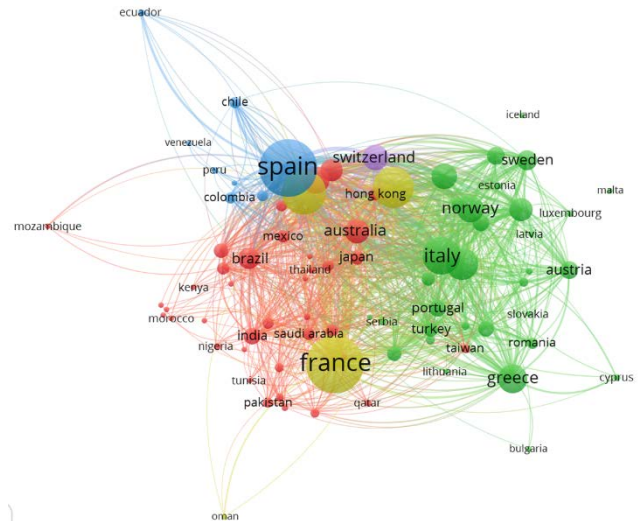 ecuador
chile
iceland
venezuela
spain
switzerland
sweden
peru
estonia
malta
colombia
hong kong
norway
luxembourg
mozambique
mexico
australia
latvia
brazil
japan
italy
thailand
austria
kenya
morocco
serbia
portugal
slovakia
nigeria
india
saudi arabia
turkey
romania
taiwan
france
lithuania
tunisia
greece
cyprus
pakistan
qatar
bulgaria
oman